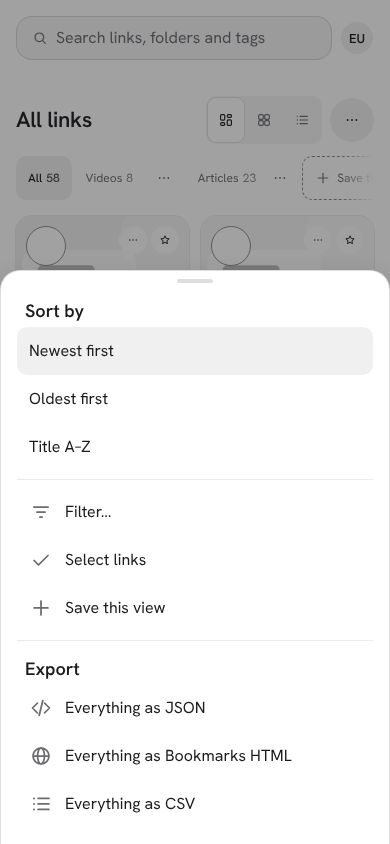 Search links, folders and tags
EU
All links
All 58
Videos 8
Articles 23
Save t
Sort by
Newest first
Oldest first
Title A–Z
Filter...
Select links
Save this view
Export
Everything as JSON
Everything as Bookmarks HTML
Everything as CSV